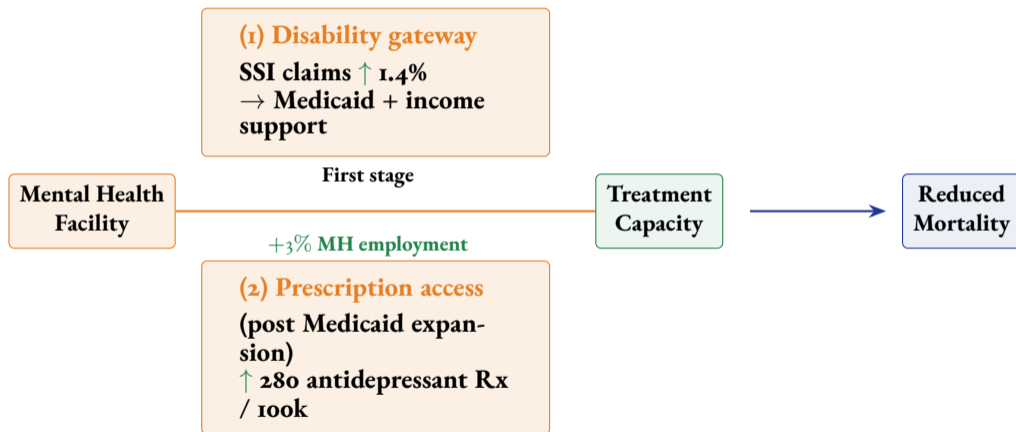 (1) Disability gateway
SSI claims ↑ 1.4%
→ Medicaid + income
support
First stage
Mental Health
Facility
Treatment
Capacity
Reduced
Mortality
+3% MH employment
(2) Prescription access
(post Medicaid expan-
sion)
↑ 280 antidepressant Rx
/ 100k